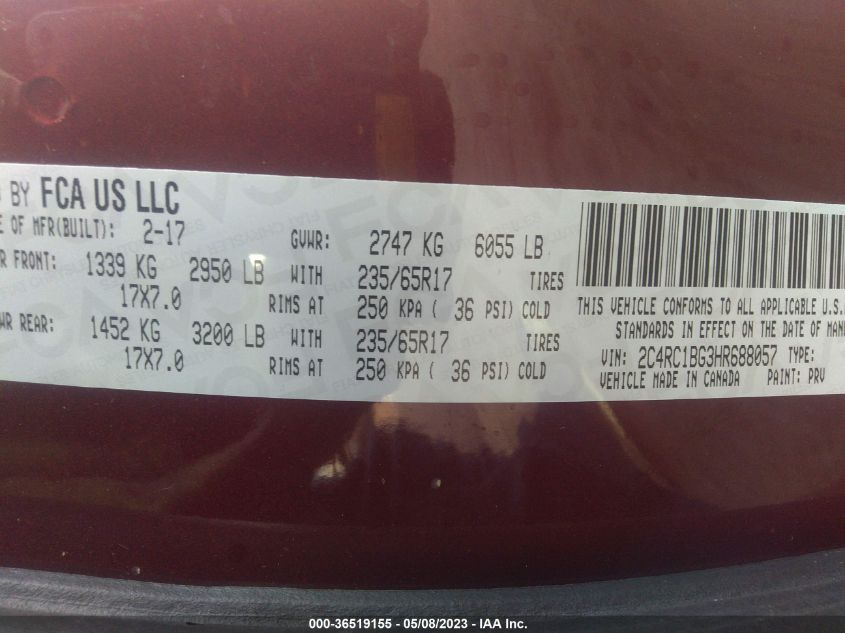 BY FCA US LLC
E OF MFR(BUILT): 2-17 GVWR: 2747 KG 6055 LB
R FRONT: 1339 KG 2950 LB WITH 235/65R17 TIRES
17X7.0 RIMS AT 250 KPA ( 36 PSI) COLD
WR REAR: 1452 KG 3200 LB WITH 235/65R17 TIRES
17X7.0 RIMS AT 250 KPA ( 36 PSI) COLD
THIS VEHICLE CONFORMS TO ALL APPLICABLE U.S.
STANDARDS IN EFFECT ON THE DATE OF MAN
VIN: 2C4RC1BG3HR688057 TYPE:
VEHICLE MADE IN CANADA PAINT: PRV
000-36519155 - 05/08/2023 - IAA Inc.